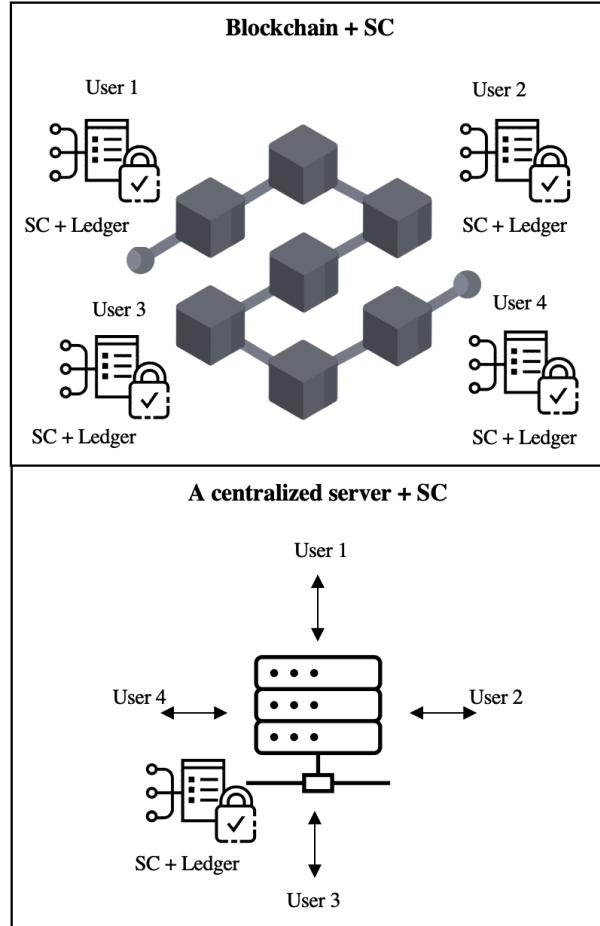 Blockchain + SC
User 1
User 2
SC + Ledger
SC + Ledger
User 3
User 4
SC + Ledger
SC + Ledger
A centralized server + SC
User 1
User 4
User 2
SC + Ledger
User 3